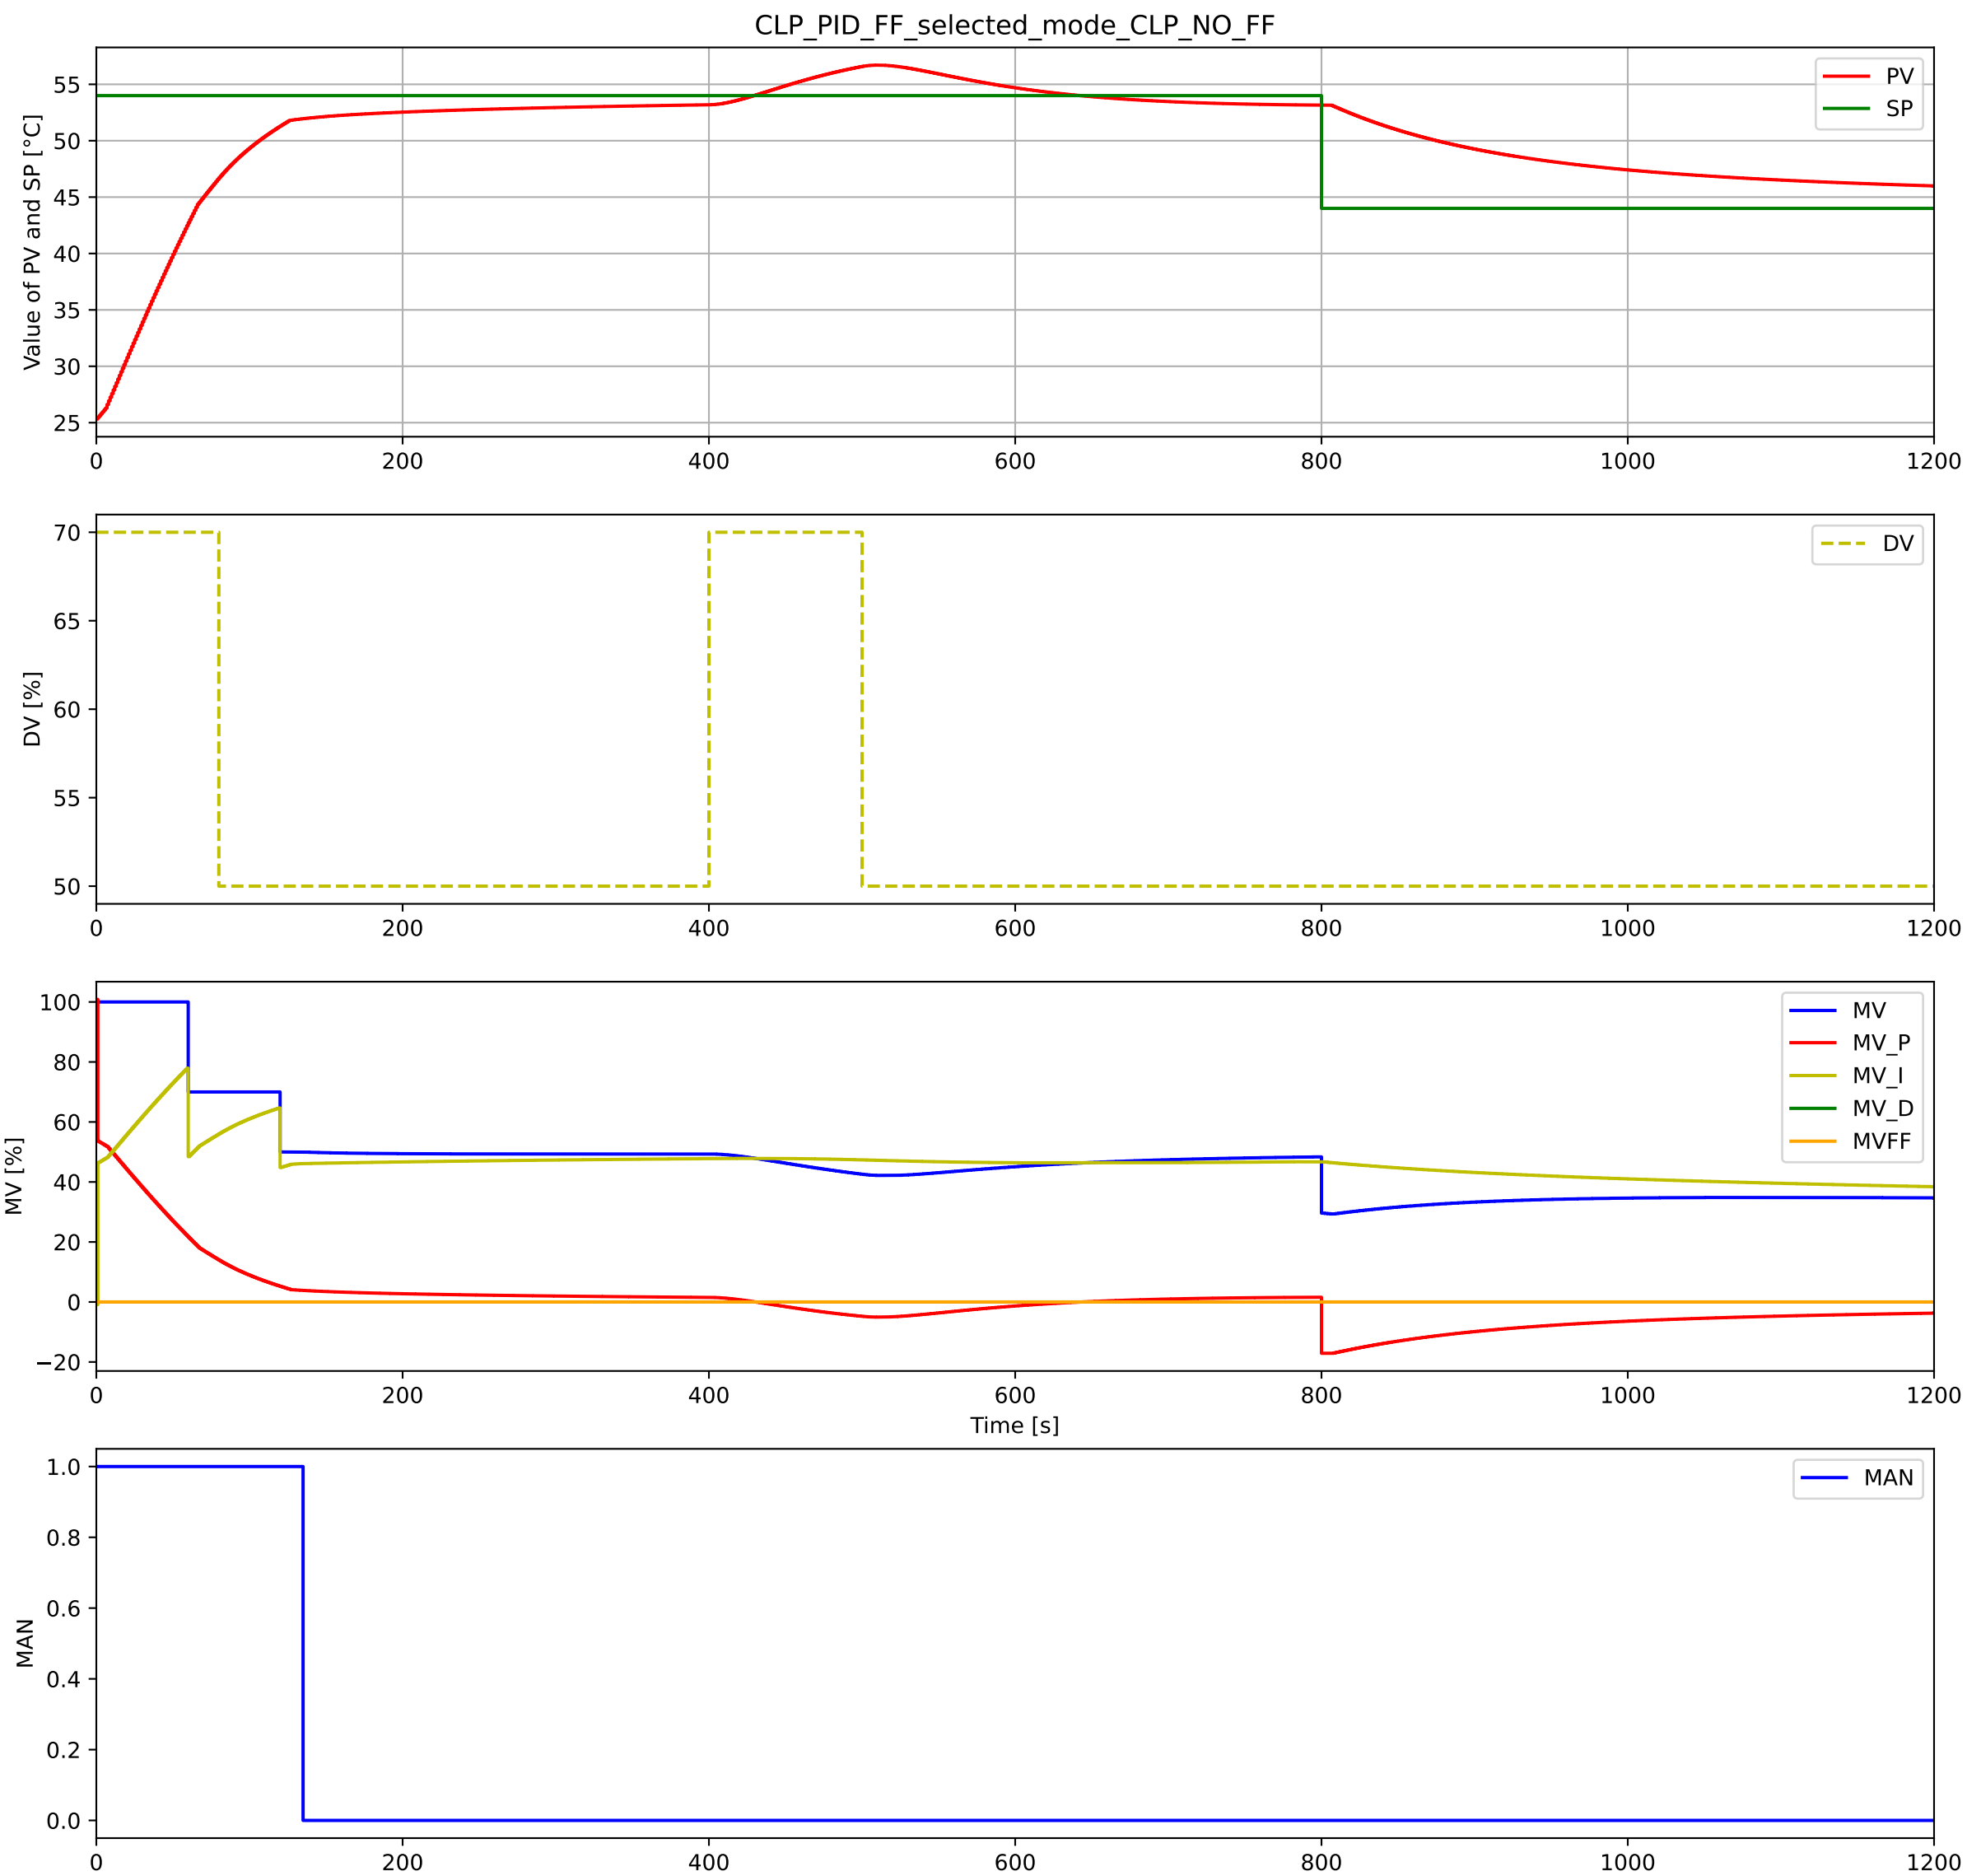 CLP_PID_FF_selected_mode_CLP_NO_FF
Value of PV and SP [°C]
55
50
45
40
35
30
25
PV
SP
0 200 400 600 800 1000 1200
DV [%]
70
65
60
55
50
DV
0 200 400 600 800 1000 1200
MV [%]
100
80
60
40
20
0
−20
MV
MV_P
MV_I
MV_D
MVFF
0 200 400 600 800 1000 1200
Time [s]
MAN
1.0
0.8
0.6
0.4
0.2
0.0
MAN
0 200 400 600 800 1000 1200